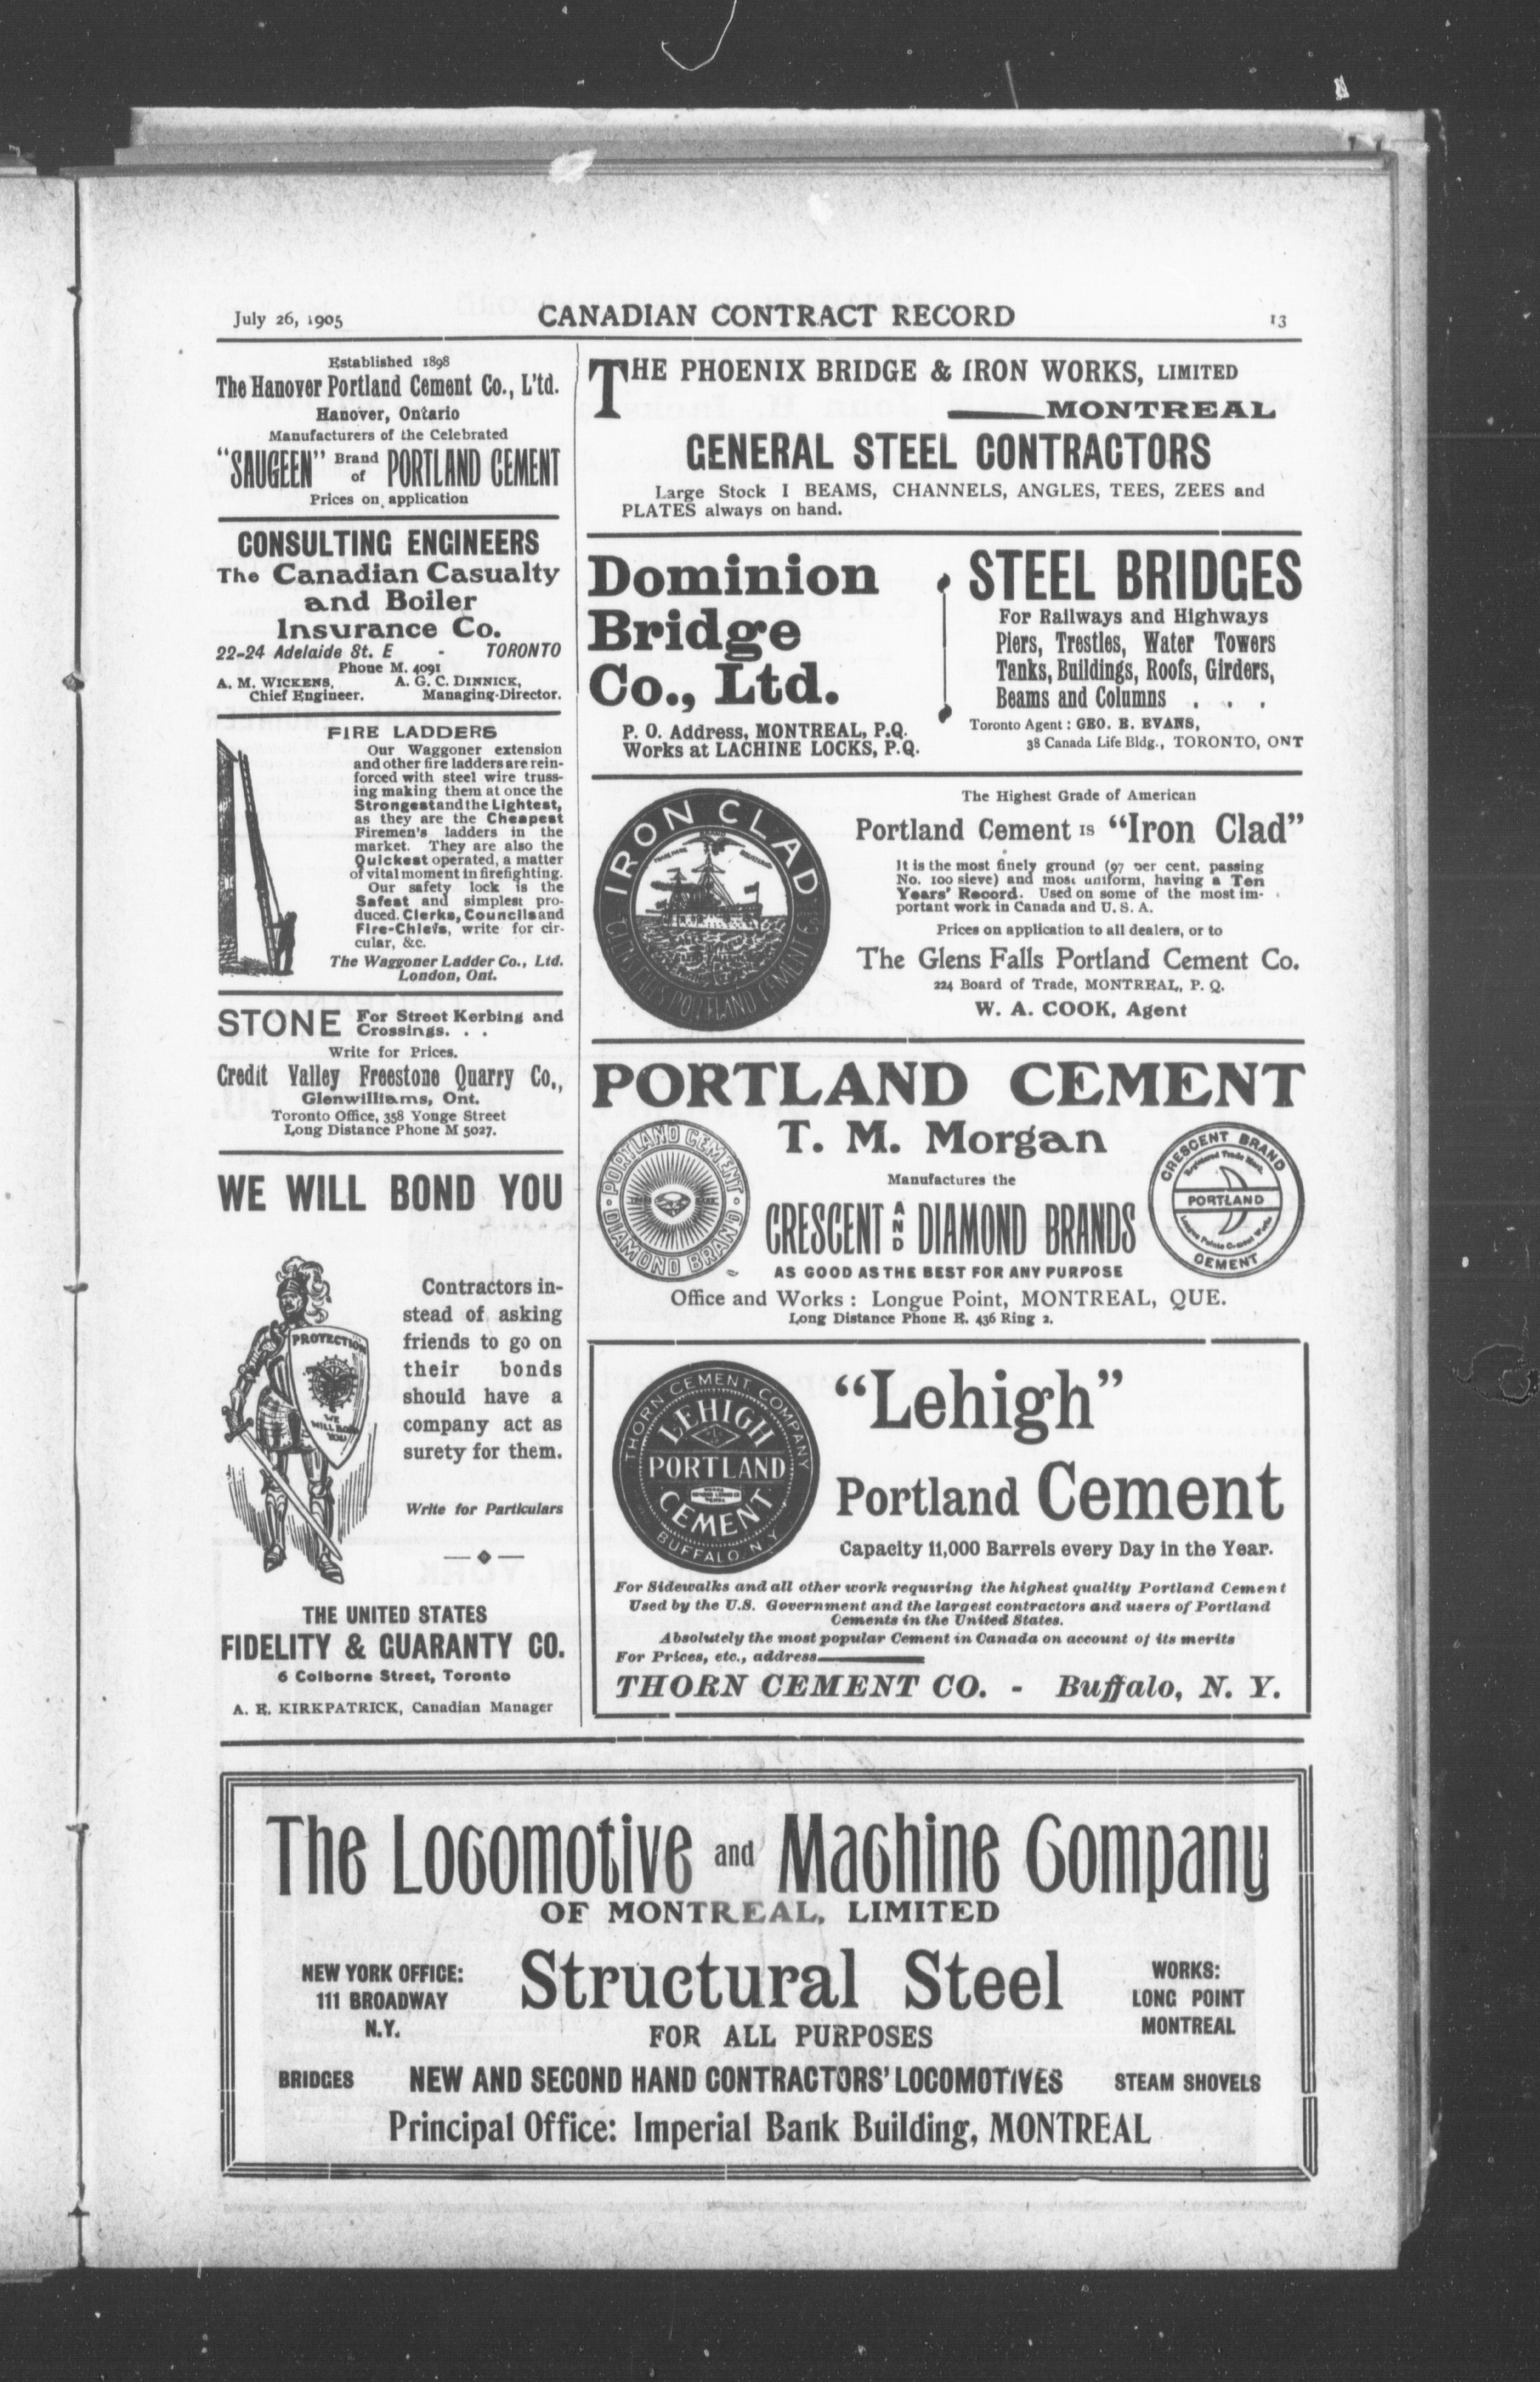 July 26, 1905
CANADIAN CONTRACT RECORD
13
Established 1898
The Hanover Portland Cement Co., L'td.
Hanover, Ontario
Manufacturers of the Celebrated
"SAUGEEN" Brand of PORTLAND CEMENT
Prices on application
CONSULTING ENGINEERS
The Canadian Casualty
and Boiler
Insurance Co.
22-24 Adelaide St. E - TORONTO
Phone M. 4091
A. M. WICKENS, A. G. C. DINNICK,
Chief Engineer. Managing-Director.
FIRE LADDERS
Our Waggoner extension
and other fire ladders are rein-
forced with steel wire truss-
ing making them at once the
Strongest and the Lightest,
as they are the Cheapest
Firemen's ladders in the
market. They are also the
Quickest operated, a matter
of vital moment in firefighting.
Our safety lock is the
Safest and simplest pro-
duced. Clerks, Councils and
Fire-Chiefs, write for cir-
cular, &c.
The Waggoner Ladder Co., Ltd.
London, Ont.
STONE For Street Kerbing and
Crossings. . .
Write for Prices.
Credit Valley Freestone Quarry Co.,
Glenwilliams, Ont.
Toronto Office, 358 Yonge Street
Long Distance Phone M 5027.
WE WILL BOND YOU
PROTECTION
WE
WILL BOND
YOU
Contractors in-
stead of asking
friends to go on
their bonds
should have a
company act as
surety for them.
Write for Particulars
THE UNITED STATES
FIDELITY & GUARANTY CO.
6 Colborne Street, Toronto
A. E. KIRKPATRICK, Canadian Manager
THE PHOENIX BRIDGE & IRON WORKS, LIMITED
MONTREAL
GENERAL STEEL CONTRACTORS
Large Stock I BEAMS, CHANNELS, ANGLES, TEES, ZEES and
PLATES always on hand.
Dominion
Bridge
Co., Ltd.
P. O. Address, MONTREAL, P.Q.
Works at LACHINE LOCKS, P.Q.
STEEL BRIDGES
For Railways and Highways
Piers, Trestles, Water Towers
Tanks, Buildings, Roofs, Girders,
Beams and Columns . . .
Toronto Agent : GEO. E. EVANS,
38 Canada Life Bldg., TORONTO, ONT
IRON CLAD
GLENS FALLS PORTLAND CEMENT Co
The Highest Grade of American
Portland Cement IS "Iron Clad"
It is the most finely ground (97 per cent. passing
No. 100 sieve) and most uniform, having a Ten
Years' Record. Used on some of the most im-
portant work in Canada and U. S. A.
Prices on application to all dealers, or to
The Glens Falls Portland Cement Co.
224 Board of Trade, MONTREAL, P. Q.
W. A. COOK, Agent
PORTLAND CEMENT
PORTLAND CEMENT
DIAMOND BRAND
T. M. Morgan
Manufactures the
CRESCENT AND DIAMOND BRANDS
AS GOOD AS THE BEST FOR ANY PURPOSE
CRESCENT BRAND
Registered Trade Mark.
PORTLAND
Longue Pointe Cement Works
CEMENT
Office and Works : Longue Point, MONTREAL, QUE.
Long Distance Phone E. 436 Ring 2.
THORN CEMENT COMPANY
LEHIGH
PORTLAND
CEMENT
BUFFALO, N.Y.
"Lehigh"
Portland Cement
Capacity 11,000 Barrels every Day in the Year.
For Sidewalks and all other work requiring the highest quality Portland Cement
Used by the U.S. Government and the largest contractors and users of Portland
Cements in the United States.
Absolutely the most popular Cement in Canada on account of its merits
For Prices, etc., address
THORN CEMENT CO. - Buffalo, N. Y.
The Locomotive and Machine Company
OF MONTREAL, LIMITED
NEW YORK OFFICE:
111 BROADWAY
N.Y.
Structural Steel
FOR ALL PURPOSES
WORKS:
LONG POINT
MONTREAL
BRIDGES NEW AND SECOND HAND CONTRACTORS' LOCOMOTIVES STEAM SHOVELS
Principal Office: Imperial Bank Building, MONTREAL